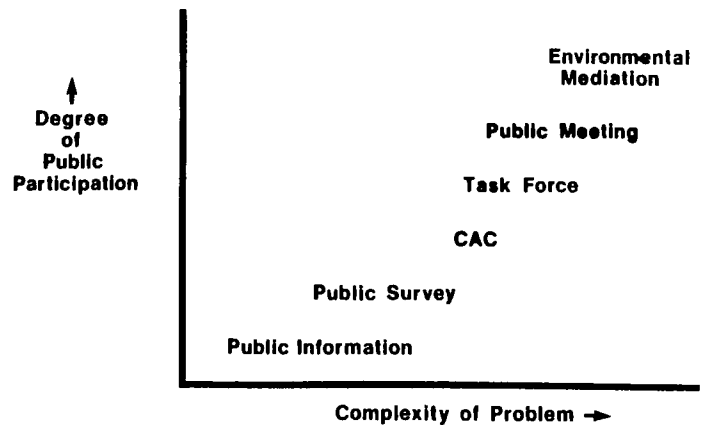 Environmental
Mediation
Degree
of
Public
Participation
Public Meeting
Task Force
CAC
Public Survey
Public Information
Complexity of Problem